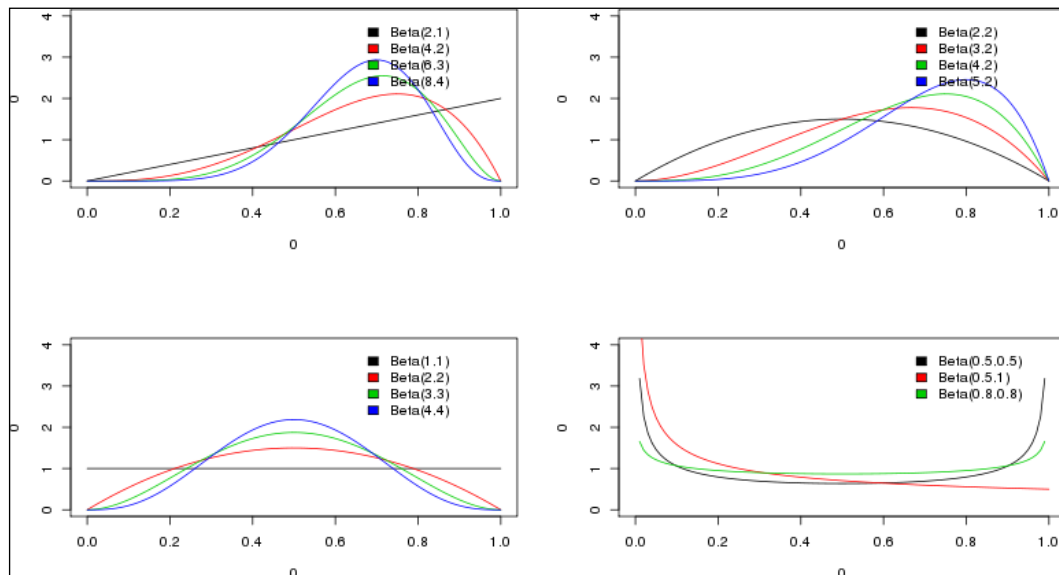 Beta(2.1)
Beta(4.2)
Beta(6.3)
Beta(8.4)
0
0 1 2 3 4
0.0 0.2 0.4 0.6 0.8 1.0
0
Beta(2.2)
Beta(3.2)
Beta(4.2)
Beta(5.2)
0
0 1 2 3 4
0.0 0.2 0.4 0.6 0.8 1.0
0
Beta(1.1)
Beta(2.2)
Beta(3.3)
Beta(4.4)
0
0 1 2 3 4
0.0 0.2 0.4 0.6 0.8 1.0
0
Beta(0.5.0.5)
Beta(0.5.1)
Beta(0.8.0.8)
0
0 1 2 3 4
0.0 0.2 0.4 0.6 0.8 1.0
0